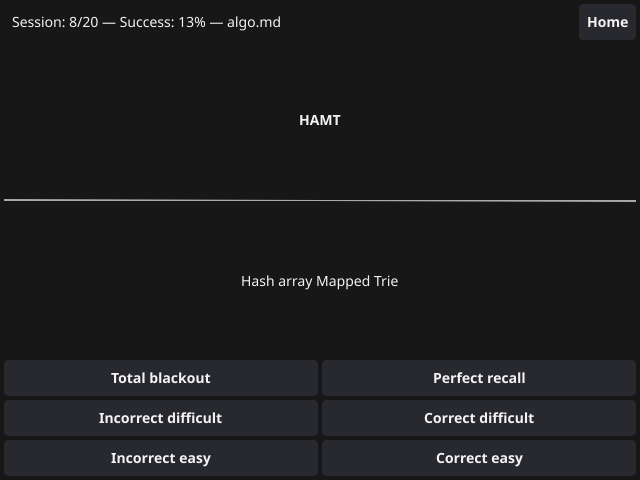 Session: 8/20 — Success: 13% — algo.md
Home
HAMT
Hash array Mapped Trie
Total blackout
Perfect recall
Incorrect difficult
Correct difficult
Incorrect easy
Correct easy